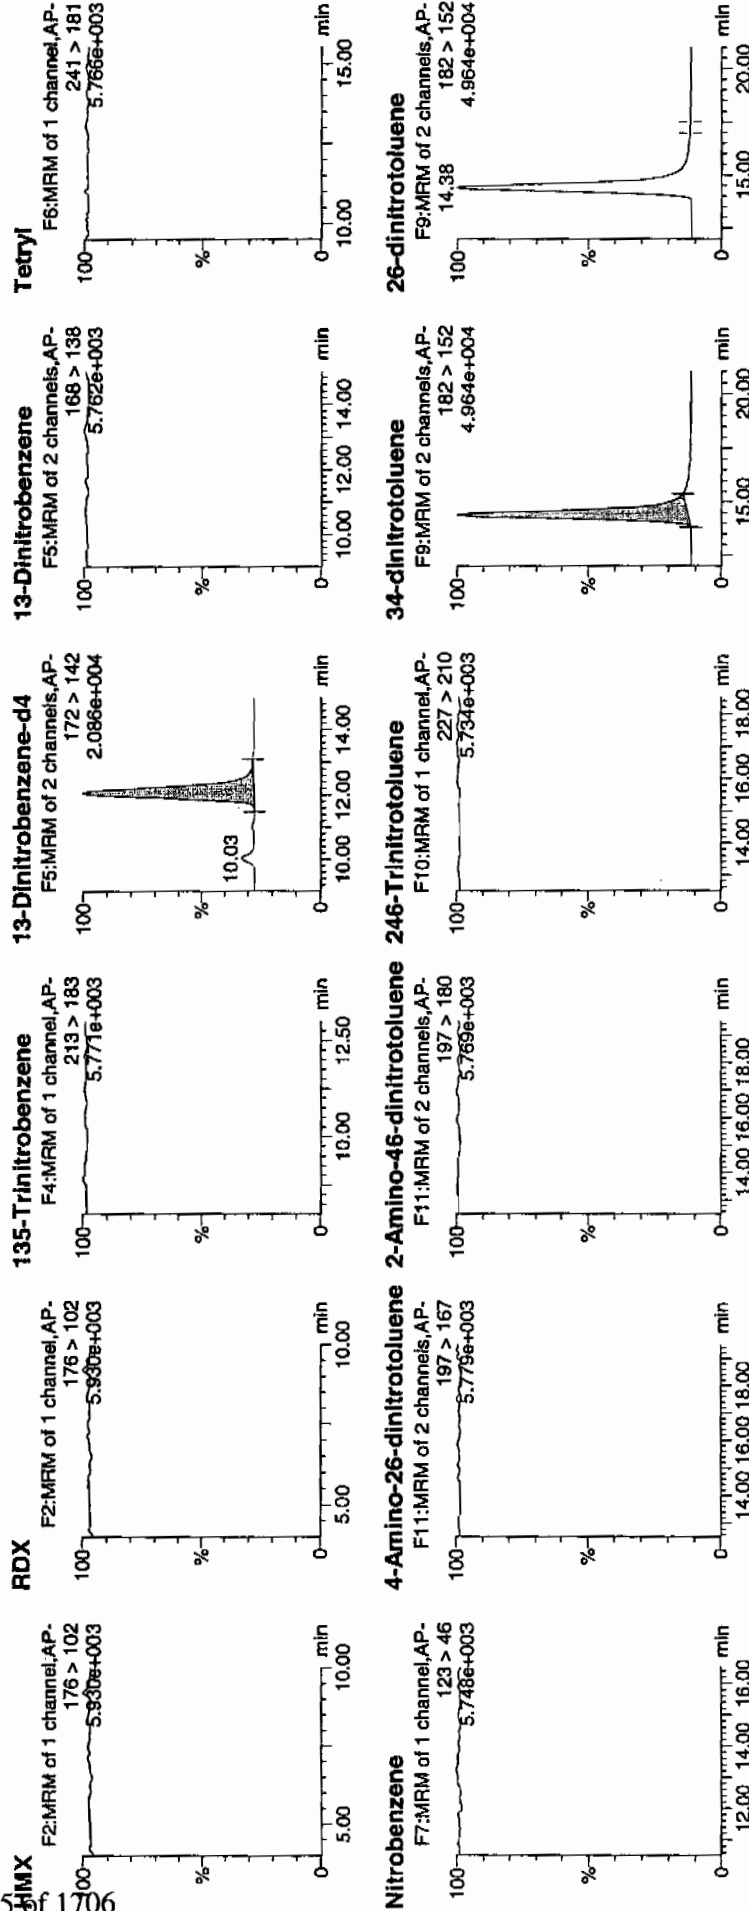 HMX
F2:MRM of 1 channel,AP-
176 > 102
5.930e+003
100
%
0
5.00
10.00
min
RDX
F2:MRM of 1 channel,AP-
176 > 102
5.930e+003
100
%
0
5.00
10.00
min
135-Trinitrobenzene
F4:MRM of 1 channel,AP-
213 > 183
5.771e+003
100
%
0
10.00
12.50
min
13-Dinitrobenzene-d4
F5:MRM of 2 channels,AP-
172 > 142
2.086e+004
100
%
10.03
0
10.00
12.00
14.00
min
13-Dinitrobenzene
F5:MRM of 2 channels,AP-
168 > 138
5.762e+003
100
%
0
10.00
12.00
14.00
min
Tetryl
F6:MRM of 1 channel,AP-
241 > 181
5.766e+003
100
%
0
10.00
15.00
min
Nitrobenzene
F7:MRM of 1 channel,AP-
123 > 46
5.748e+003
100
%
0
12.00
14.00
16.00
min
4-Amino-26-dinitrotoluene
F11:MRM of 2 channels,AP-
197 > 167
5.779e+003
100
%
0
14.00
16.00
18.00
min
2-Amino-46-dinitrotoluene
F11:MRM of 2 channels,AP-
197 > 180
5.769e+003
100
%
0
14.00
16.00
18.00
min
246-Trinitrotoluene
F10:MRM of 1 channel,AP-
227 > 210
5.734e+003
100
%
0
14.00
16.00
18.00
min
34-dinitrotoluene
F9:MRM of 2 channels,AP-
182 > 152
4.964e+004
100
%
0
15.00
20.00
min
26-dinitrotoluene
F9:MRM of 2 channels,AP-
14.38
182 > 152
4.964e+004
100
%
0
15.00
20.00
min
5 of 1706